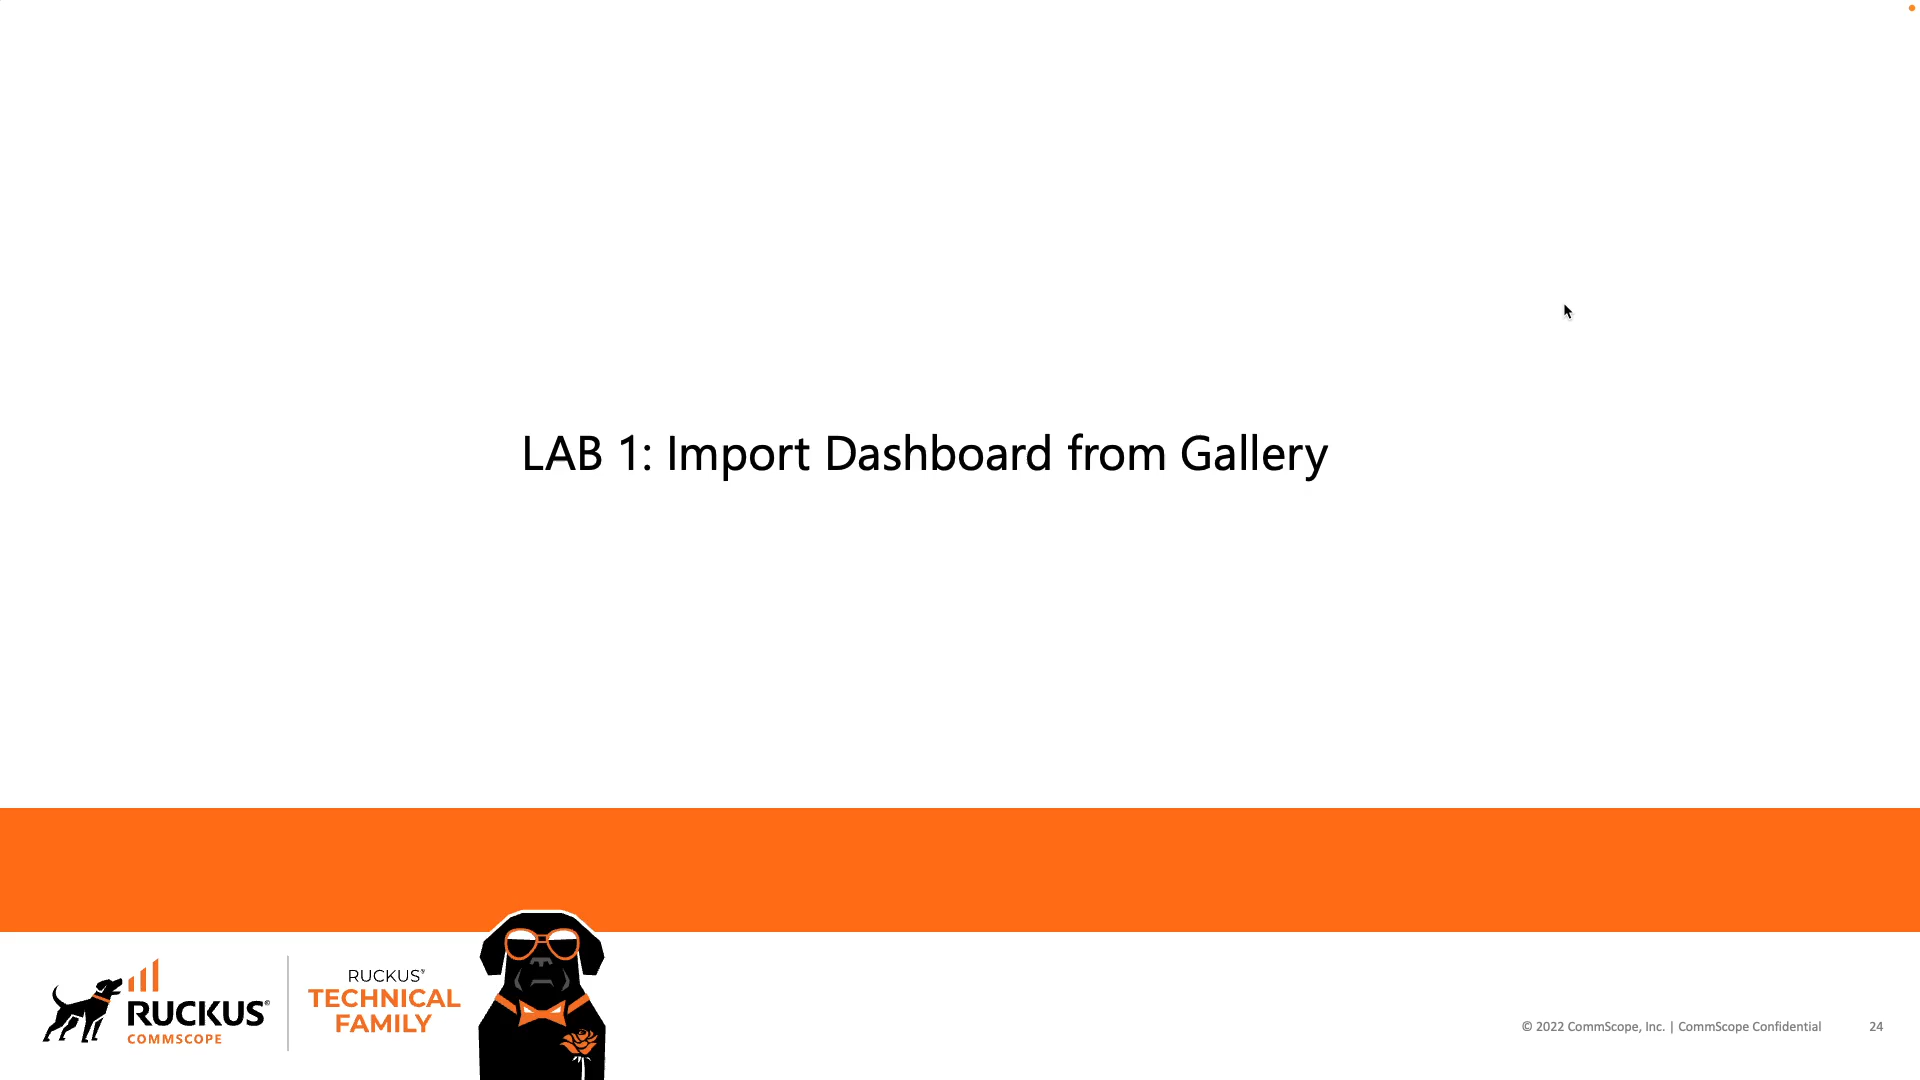 LAB 1: Import Dashboard from Gallery
RUCKUS®
COMMSCOPE
RUCKUS®
TECHNICAL
FAMILY
© 2022 CommScope, Inc. | CommScope Confidential
24